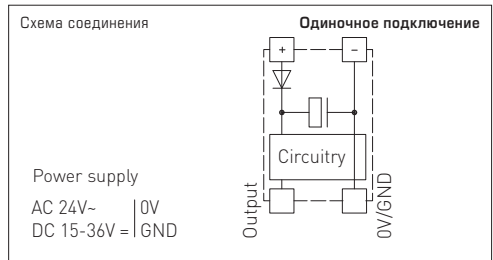 Схема соединения
Одиночное подключение
+ −
Circuitry
Power supply
AC 24V~ | 0V
DC 15-36V = | GND
Output
0V/GND